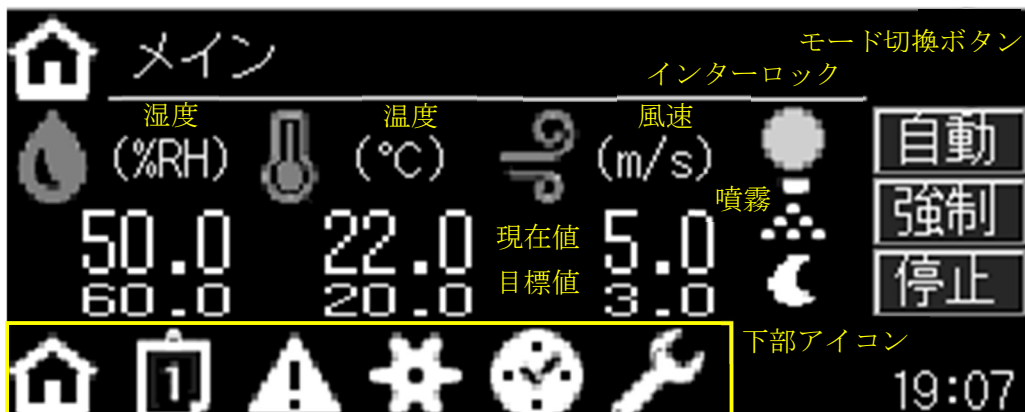 メイン
モード切換ボタン
インターロック
湿度
温度
風速
(%RH)
(℃)
(m/s)
自動
噴霧
強制
50.0
22.0
現在値
5.0
60.0
20.0
目標値
3.0
停止
下部アイコン
1
19:07